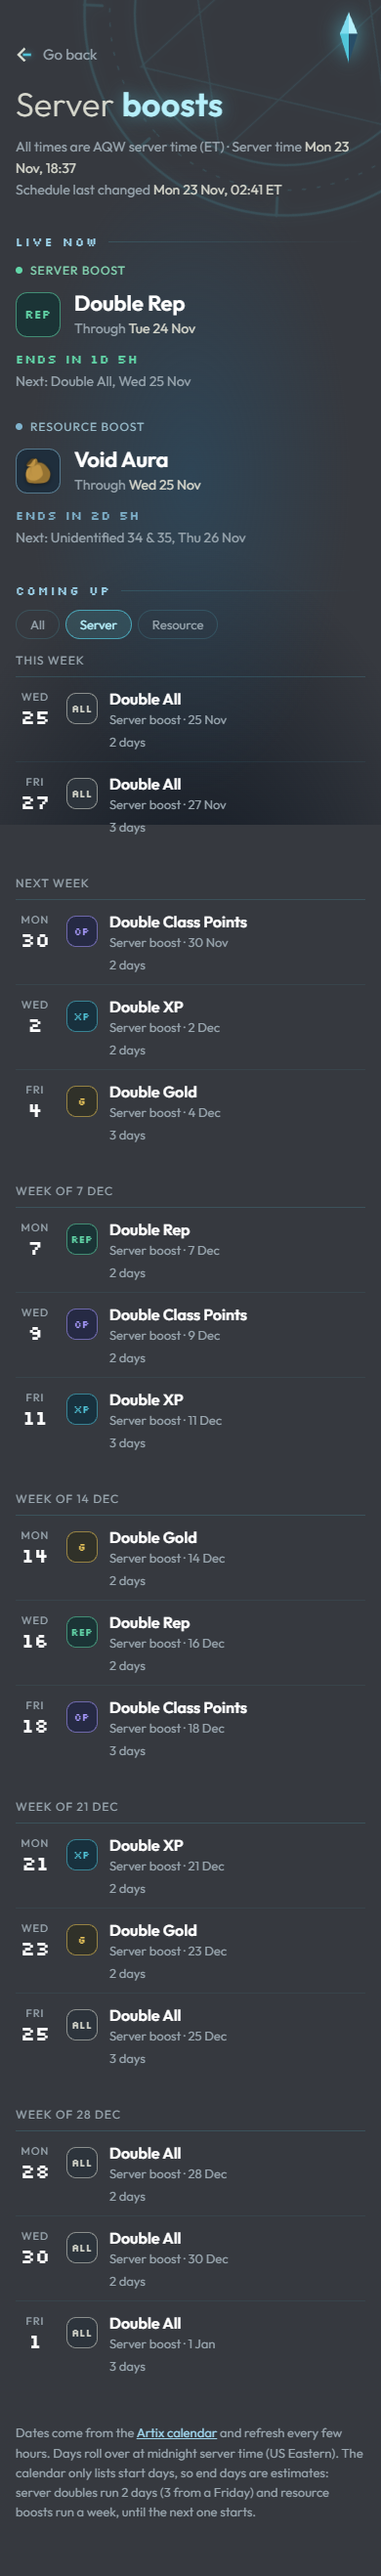 Go back
Server boosts
All times are AQW server time (ET) · Server time Mon 23
Nov, 18:37
Schedule last changed Mon 23 Nov, 02:41 ET
LIVE NOW
SERVER BOOST
REP
Double Rep
Through Tue 24 Nov
ENDS IN 1D 5H
Next: Double All, Wed 25 Nov
RESOURCE BOOST
Void Aura
Through Wed 25 Nov
ENDS IN 2D 5H
Next: Unidentified 34 & 35, Thu 26 Nov
COMING UP
All Server Resource
THIS WEEK
WED
25
ALL
Double All
Server boost · 25 Nov
2 days
FRI
27
ALL
Double All
Server boost · 27 Nov
3 days
NEXT WEEK
MON
30
CP
Double Class Points
Server boost · 30 Nov
2 days
WED
2
XP
Double XP
Server boost · 2 Dec
2 days
FRI
4
G
Double Gold
Server boost · 4 Dec
3 days
WEEK OF 7 DEC
MON
7
REP
Double Rep
Server boost · 7 Dec
2 days
WED
9
CP
Double Class Points
Server boost · 9 Dec
2 days
FRI
11
XP
Double XP
Server boost · 11 Dec
3 days
WEEK OF 14 DEC
MON
14
G
Double Gold
Server boost · 14 Dec
2 days
WED
16
REP
Double Rep
Server boost · 16 Dec
2 days
FRI
18
CP
Double Class Points
Server boost · 18 Dec
3 days
WEEK OF 21 DEC
MON
21
XP
Double XP
Server boost · 21 Dec
2 days
WED
23
G
Double Gold
Server boost · 23 Dec
2 days
FRI
25
ALL
Double All
Server boost · 25 Dec
3 days
WEEK OF 28 DEC
MON
28
ALL
Double All
Server boost · 28 Dec
2 days
WED
30
ALL
Double All
Server boost · 30 Dec
2 days
FRI
1
ALL
Double All
Server boost · 1 Jan
3 days
Dates come from the Artix calendar and refresh every few
hours. Days roll over at midnight server time (US Eastern). The
calendar only lists start days, so end days are estimates:
server doubles run 2 days (3 from a Friday) and resource
boosts run a week, until the next one starts.